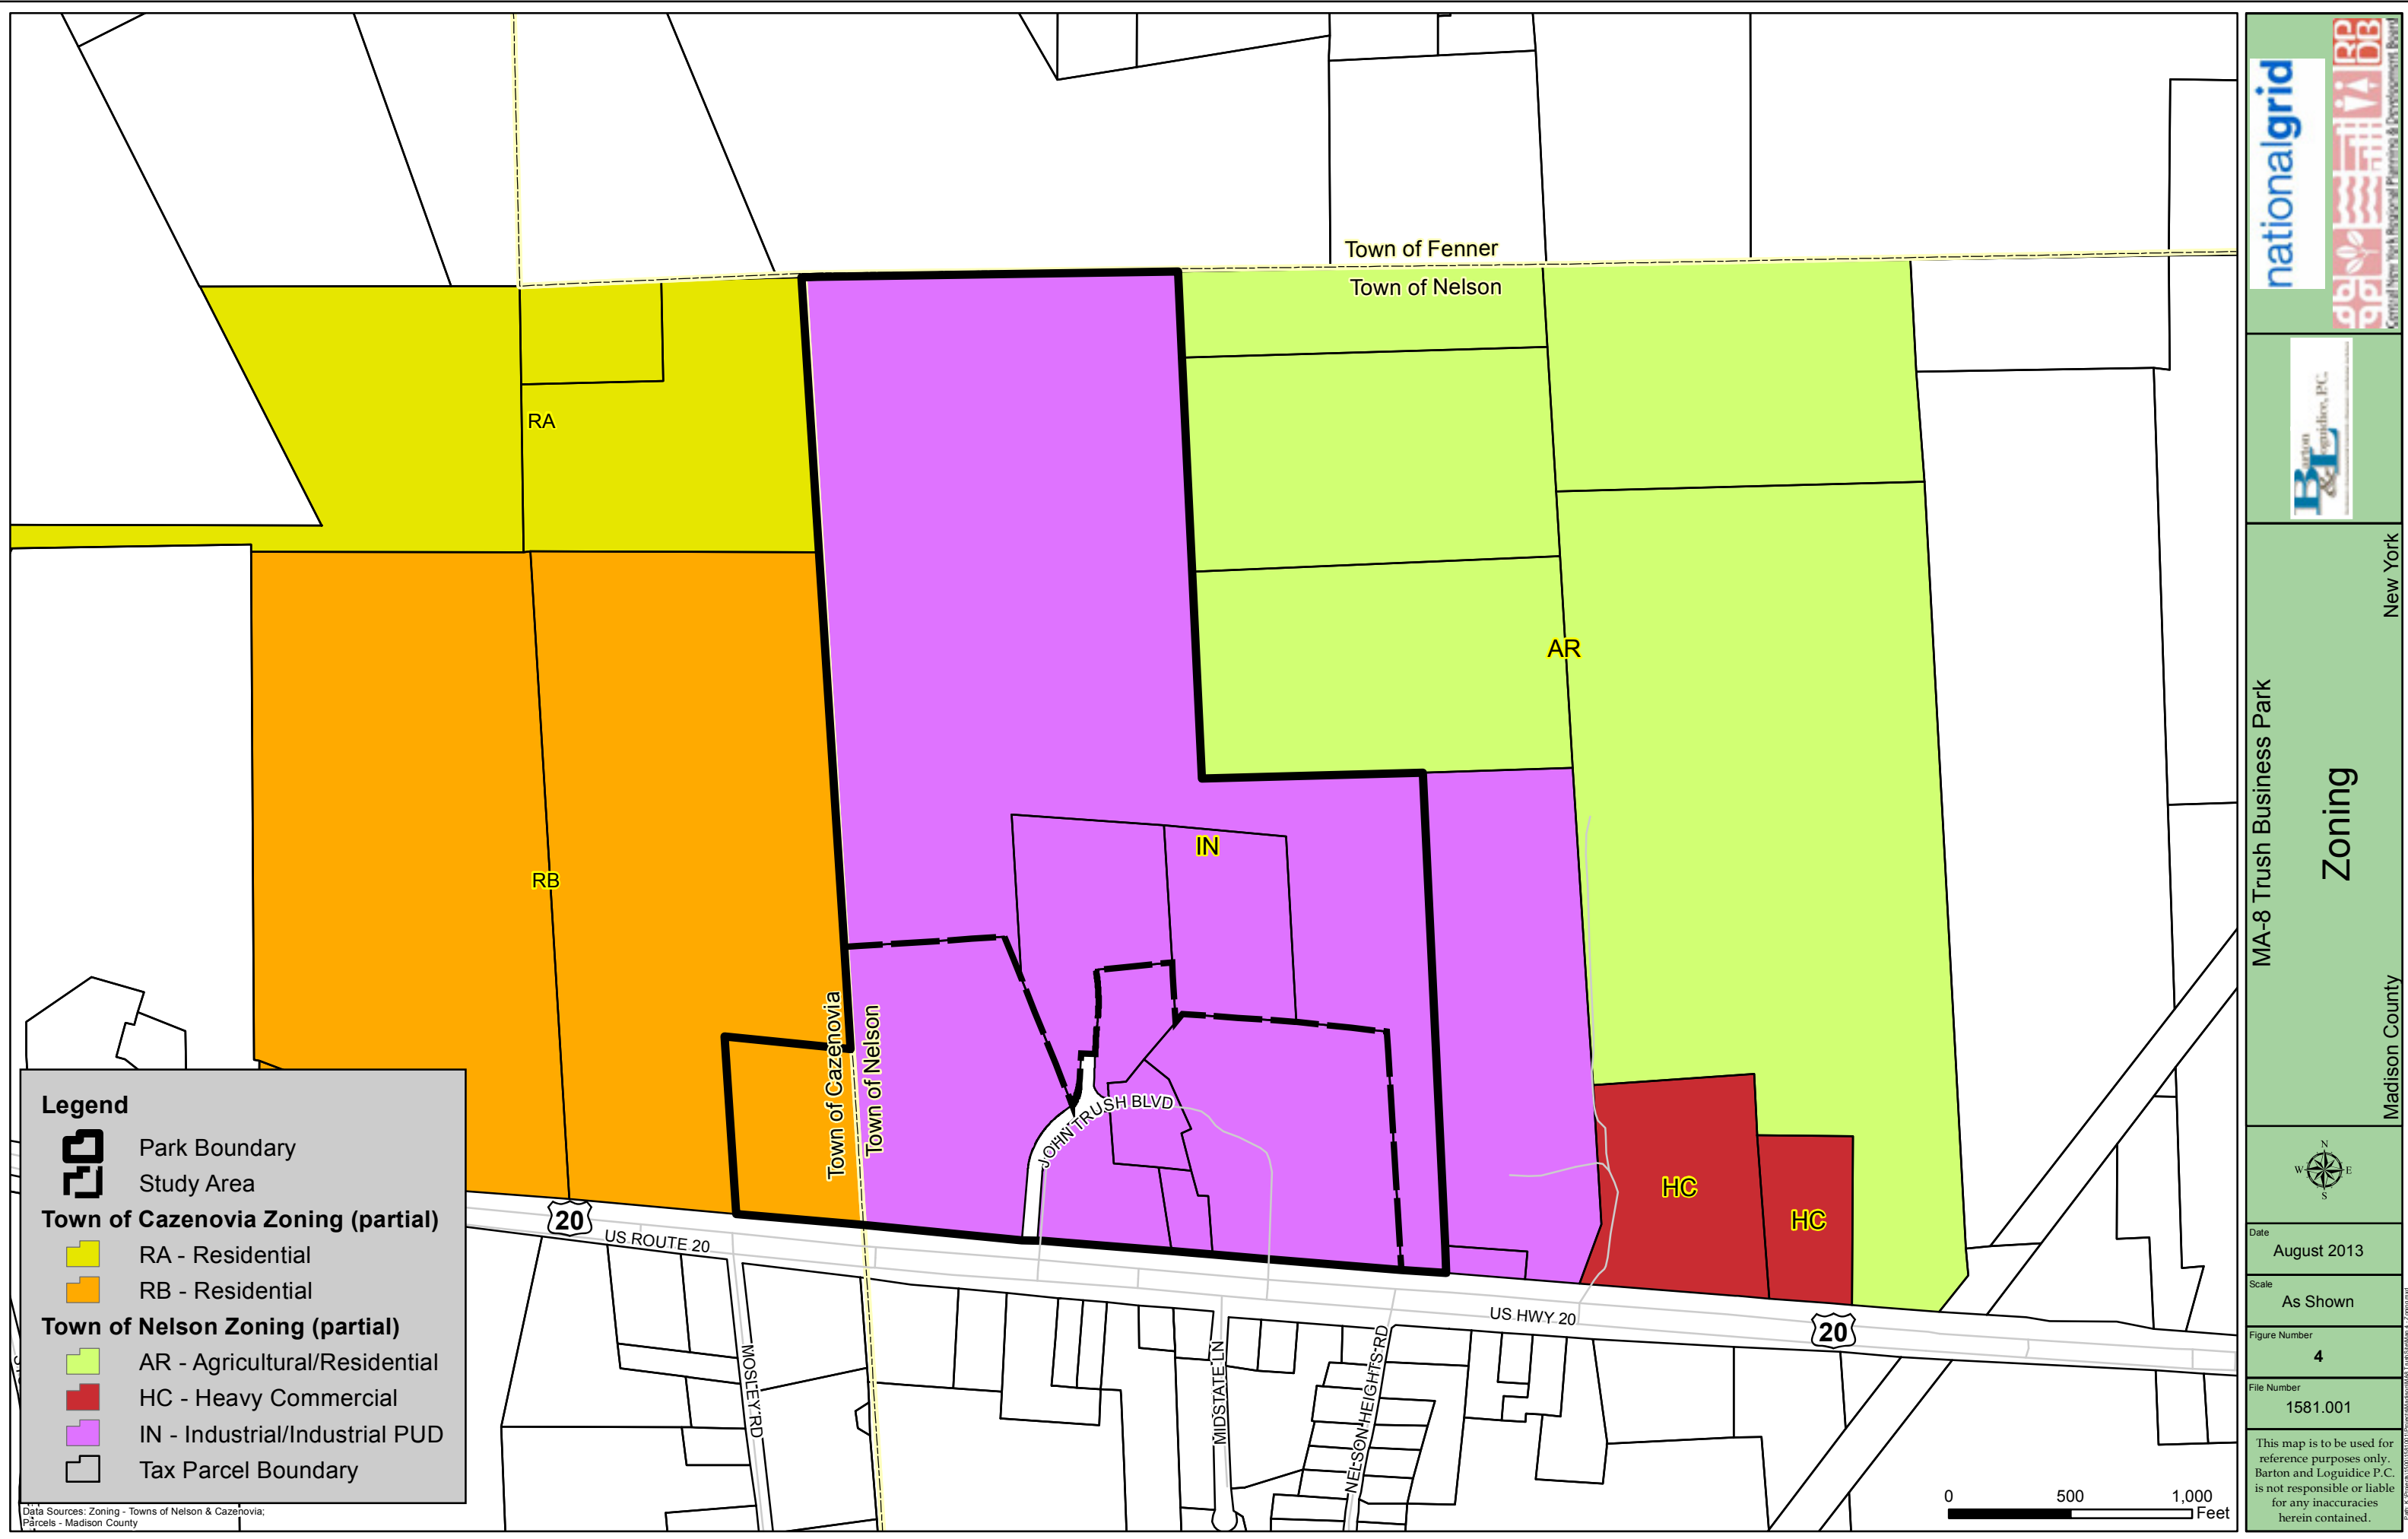 Town of Fenner
Town of Nelson
RA
AR
IN
RB
Town of Cazenovia
Town of Nelson
JOHN TRUSH BLVD
HC
HC
20
US ROUTE 20
US HWY 20
20
MOSLEY RD
MIDSTATE LN
NELSON HEIGHTS RD
Legend
Park Boundary
Study Area
Town of Cazenovia Zoning (partial)
RA - Residential
RB - Residential
Town of Nelson Zoning (partial)
AR - Agricultural/Residential
HC - Heavy Commercial
IN - Industrial/Industrial PUD
Tax Parcel Boundary
Data Sources: Zoning - Towns of Nelson & Cazenovia;
Parcels - Madison County
0 500 1,000
Feet
nationalgrid
RP
DB
Central New York Regional Planning & Development Board
Barton
& Loguidice, P.C.
MA-8 Trush Business Park
Zoning
Madison County New York
N
W E
S
Date
August 2013
Scale
As Shown
Figure Number
4
File Number
1581.001
This map is to be used for
reference purposes only.
Barton and Loguidice P.C.
is not responsible or liable
for any inaccuracies
herein contained.